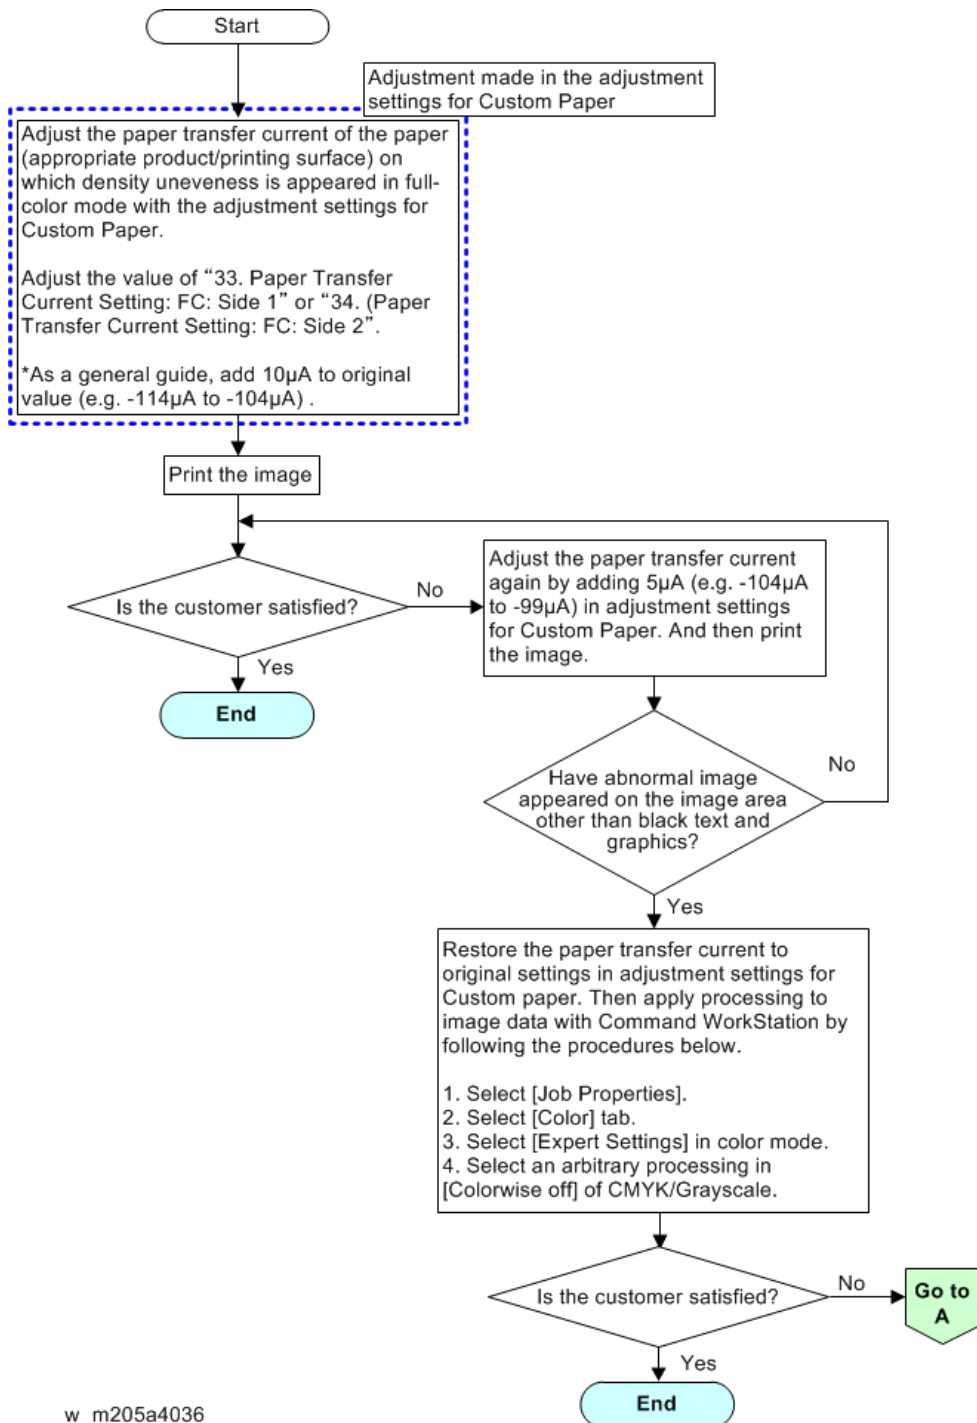 Start
Adjustment made in the adjustment
settings for Custom Paper
Adjust the paper transfer current of the paper
(appropriate product/printing surface) on
which density uneveness is appeared in full-
color mode with the adjustment settings for
Custom Paper.
Adjust the value of “33. Paper Transfer
Current Setting: FC: Side 1” or “34. (Paper
Transfer Current Setting: FC: Side 2”.
*As a general guide, add 10µA to original
value (e.g. -114µA to -104µA) .
Print the image
Is the customer satisfied?
No
Yes
End
Adjust the paper transfer current
again by adding 5µA (e.g. -104µA
to -99µA) in adjustment settings
for Custom Paper. And then print
the image.
Have abnormal image
appeared on the image area
other than black text and
graphics?
No
Yes
Restore the paper transfer current to
original settings in adjustment settings for
Custom paper. Then apply processing to
image data with Command WorkStation by
following the procedures below.
1. Select [Job Properties].
2. Select [Color] tab.
3. Select [Expert Settings] in color mode.
4. Select an arbitrary processing in
[Colorwise off] of CMYK/Grayscale.
Is the customer satisfied?
No
Go to
A
Yes
End
w_m205a4036